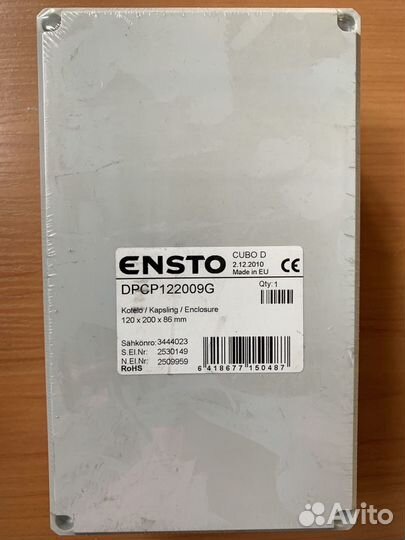 ENSTO
CUBO D
2.12.2010
Made in EU
CE
DPCP122009G
Qty: 1
Kotelo / Kapsling / Enclosure
120 x 200 x 86 mm
Sähkönro: 3444023
S.El.Nr: 2530149
N.El.Nr: 2509959
RoHS
6 418677 150487
Avito